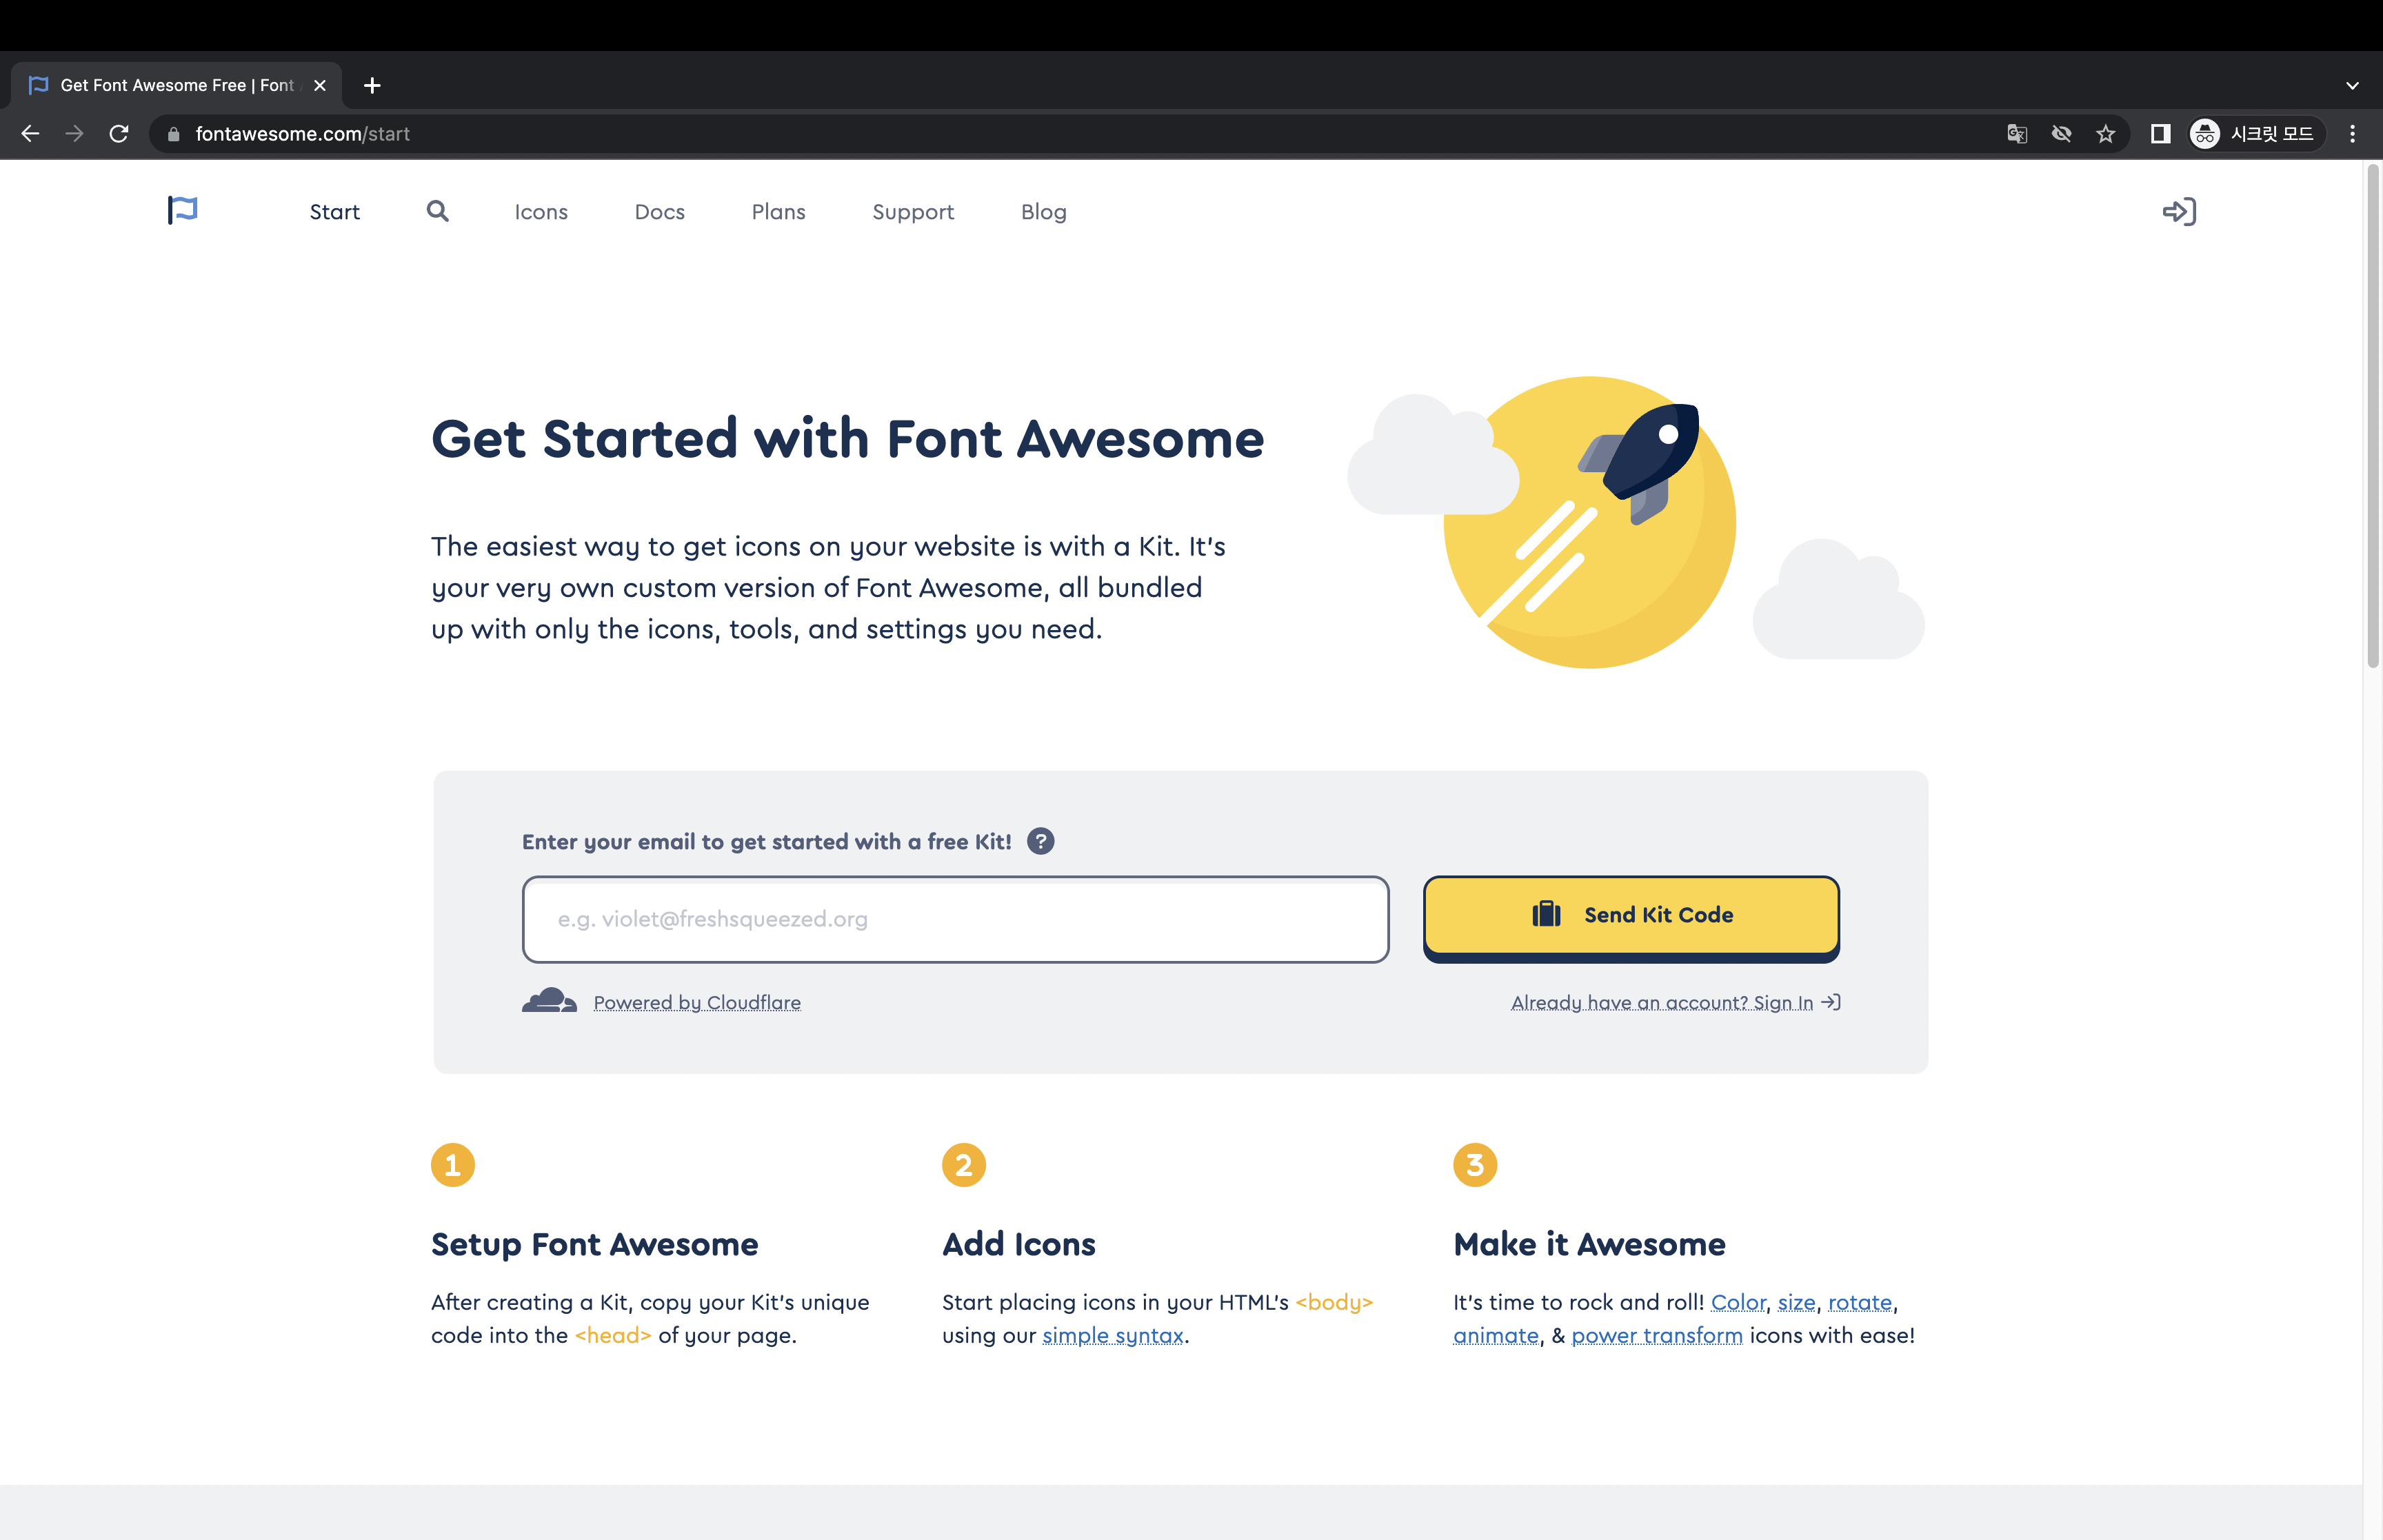 Get Font Awesome Free | Font
fontawesome.com/start
시크릿 모드
Start
Icons
Docs
Plans
Support
Blog
Get Started with Font Awesome
The easiest way to get icons on your website is with a Kit. It's
your very own custom version of Font Awesome, all bundled
up with only the icons, tools, and settings you need.
Enter your email to get started with a free Kit! ?
e.g. violet@freshsqueezed.org
Send Kit Code
Powered by Cloudflare
Already have an account? Sign In
1
Setup Font Awesome
After creating a Kit, copy your Kit's unique
code into the <head> of your page.
2
Add Icons
Start placing icons in your HTML's <body>
using our simple syntax.
3
Make it Awesome
It's time to rock and roll! Color, size, rotate,
animate, & power transform icons with ease!